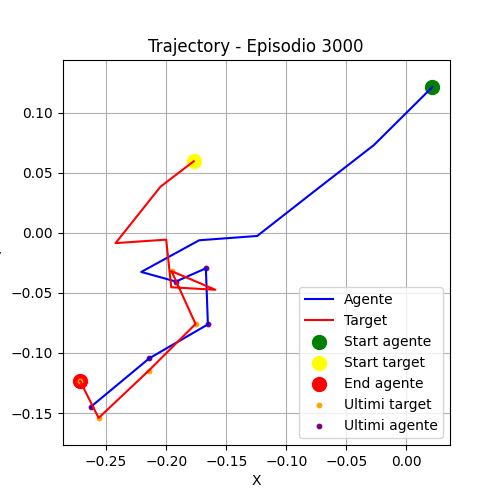 Trajectory - Episodio 3000
0.10
0.05
0.00
−0.05
−0.10
−0.15
−0.25
−0.20
−0.15
−0.10
−0.05
0.00
X
Agente
Target
Start agente
Start target
End agente
Ultimi target
Ultimi agente